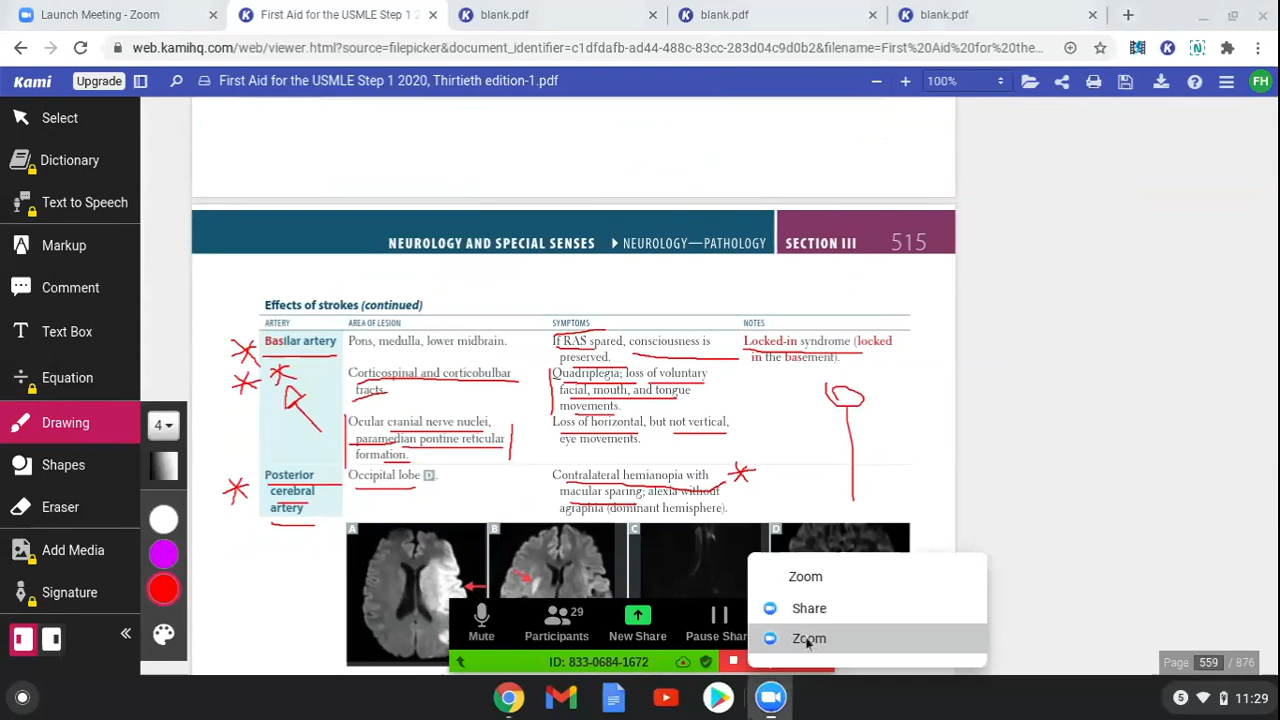 Launch Meeting - Zoom
First Aid for the USMLE Step 1 2
blank.pdf
blank.pdf
blank.pdf
web.kamihq.com/web/viewer.html?source=filepicker&document_identifier=c1dfdafb-ad44-488c-83cc-283d04c9d0b2&filename=First%20Aid%20for%20the...
Kami
Upgrade
First Aid for the USMLE Step 1 2020, Thirtieth edition-1.pdf
100%
FH
Select
Dictionary
Text to Speech
Markup
Comment
Text Box
Equation
Drawing
4
Shapes
Eraser
Add Media
Signature
NEUROLOGY AND SPECIAL SENSES
NEUROLOGY—PATHOLOGY
SECTION III
515
Effects of strokes (continued)
ARTERY
AREA OF LESION
SYMPTOMS
NOTES
Basilar artery
Pons, medulla, lower midbrain.
If RAS spared, consciousness is
preserved.
Locked-in syndrome (locked
in the basement).
Corticospinal and corticobulbar
tracts.
Quadriplegia; loss of voluntary
facial, mouth, and tongue
movements.
Ocular cranial nerve nuclei,
paramedian pontine reticular
formation.
Loss of horizontal, but not vertical,
eye movements.
Posterior
cerebral
artery
Occipital lobe D.
Contralateral hemianopia with
macular sparing; alexia without
agraphia (dominant hemisphere).
A
B
C
D
Mute
Participants
29
New Share
Pause Shar
ID: 833-0684-1672
Zoom
Share
Zoom
Page 559 / 876
5
11:29